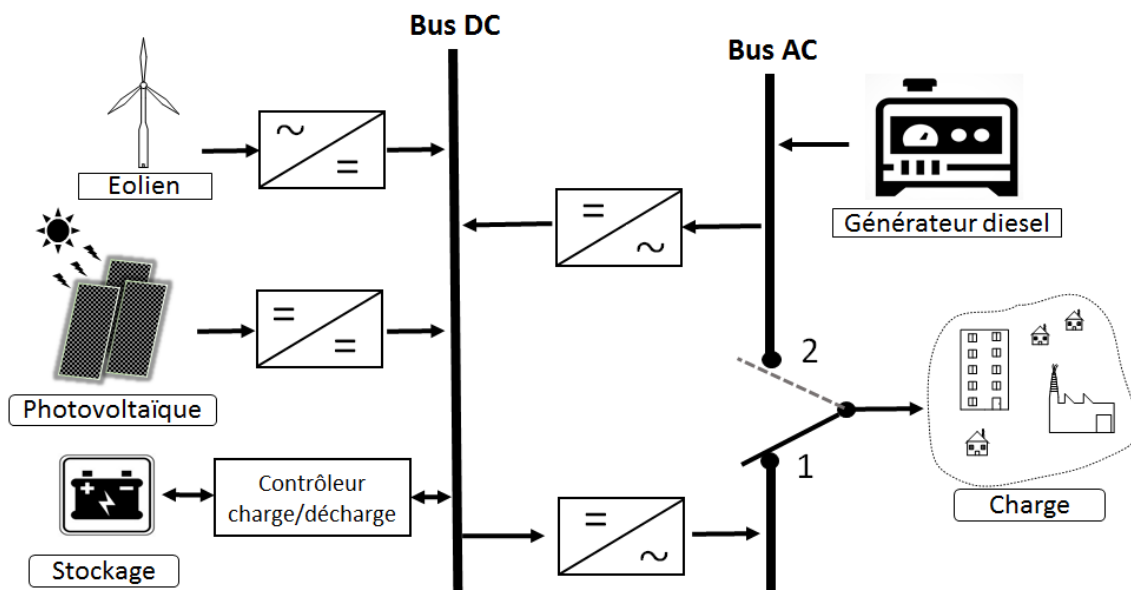 Bus DC
Bus AC
Eolien
Générateur diesel
Photovoltaïque
2
1
Contrôleur
charge/décharge
Charge
Stockage